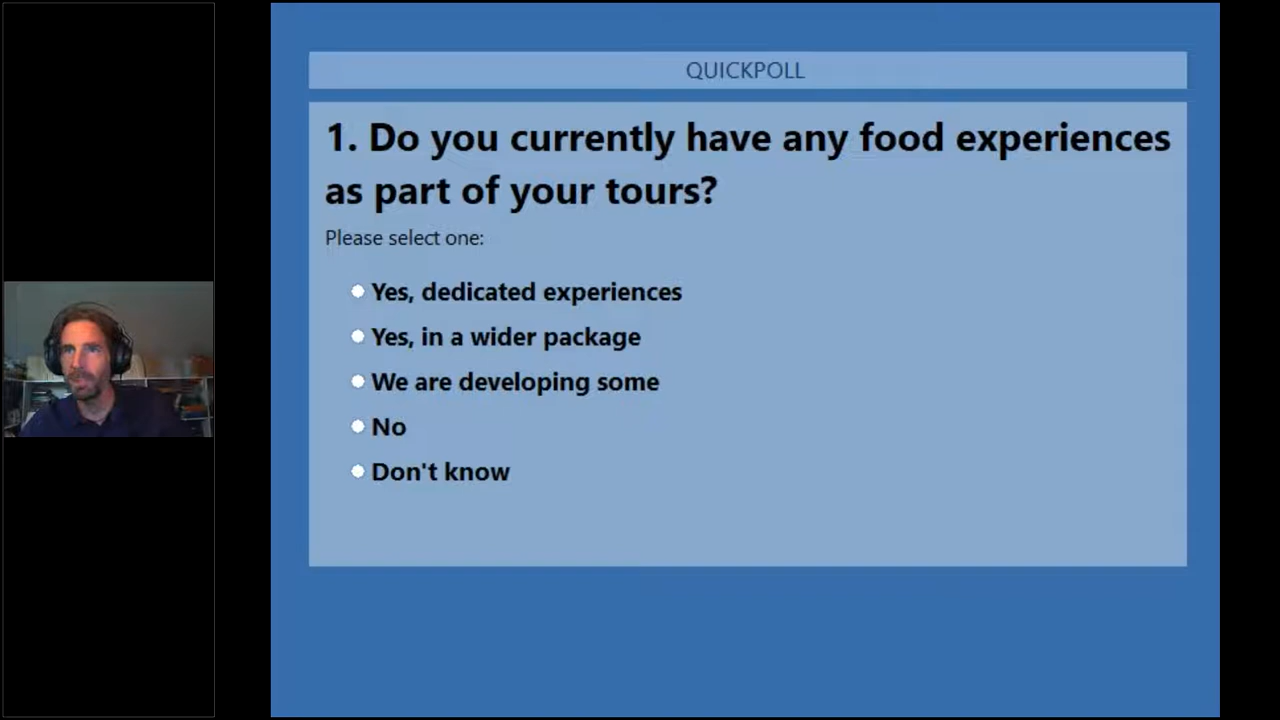 QUICKPOLL
1. Do you currently have any food experiences
as part of your tours?
Please select one:
Yes, dedicated experiences
Yes, in a wider package
We are developing some
No
Don't know